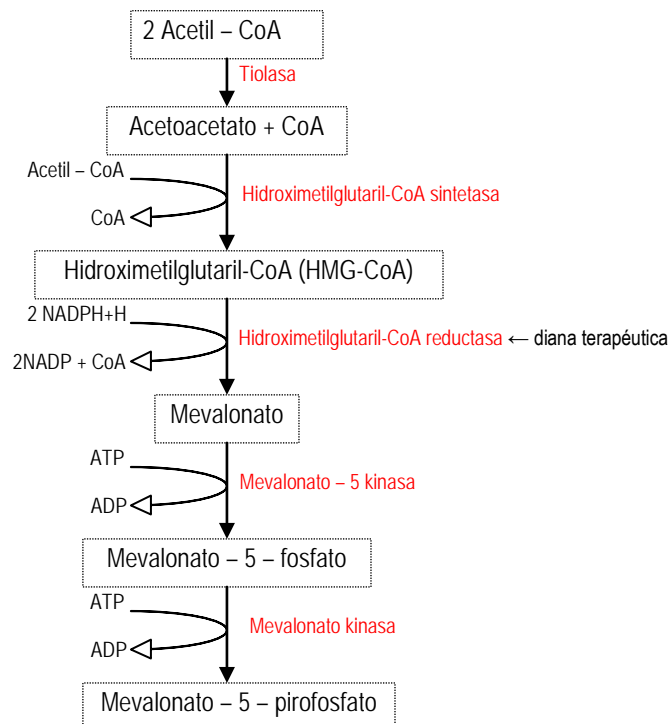 2 Acetil – CoA
Tiolasa
Acetoacetato + CoA
Acetil – CoA
Hidroximetilglutaril-CoA sintetasa
CoA
Hidroximetilglutaril-CoA (HMG-CoA)
2 NADPH+H
Hidroximetilglutaril-CoA reductasa ← diana terapéutica
2NADP + CoA
Mevalonato
ATP
Mevalonato – 5 kinasa
ADP
Mevalonato – 5 – fosfato
ATP
Mevalonato kinasa
ADP
Mevalonato – 5 – pirofosfato